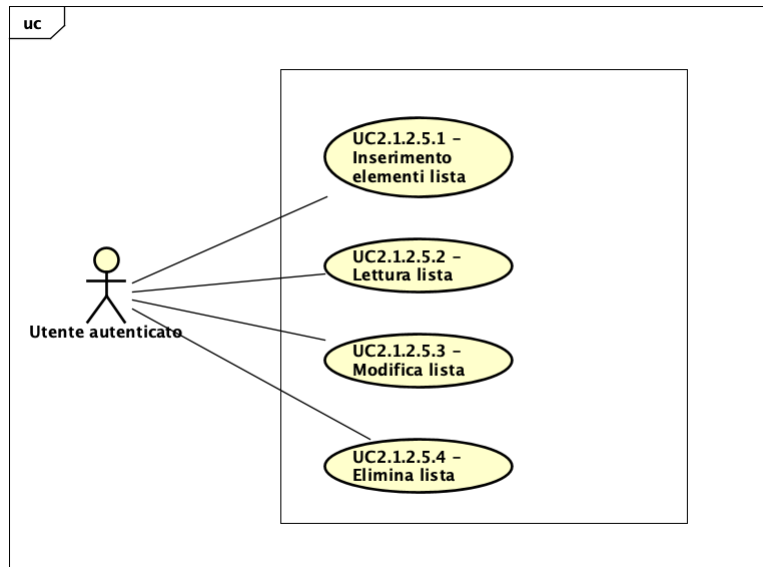 uc
UC2.1.2.5.1 –
Inserimento
elementi lista
UC2.1.2.5.2 –
Lettura lista
Utente autenticato
UC2.1.2.5.3 –
Modifica lista
UC2.1.2.5.4 –
Elimina lista